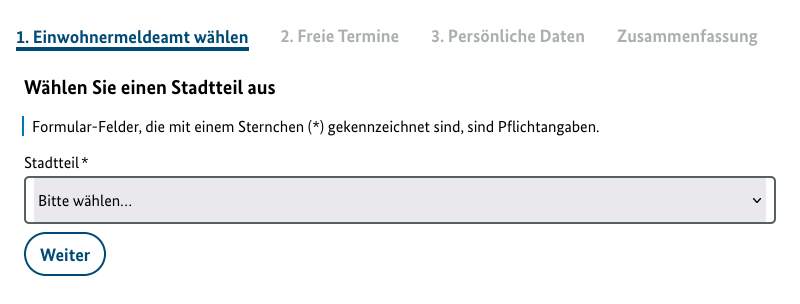 1. Einwohnermeldeamt wählen 2. Freie Termine 3. Persönliche Daten Zusammenfassung
Wählen Sie einen Stadtteil aus
Formular-Felder, die mit einem Sternchen (*) gekennzeichnet sind, sind Pflichtangaben.
Stadtteil*
Bitte wählen...
Weiter